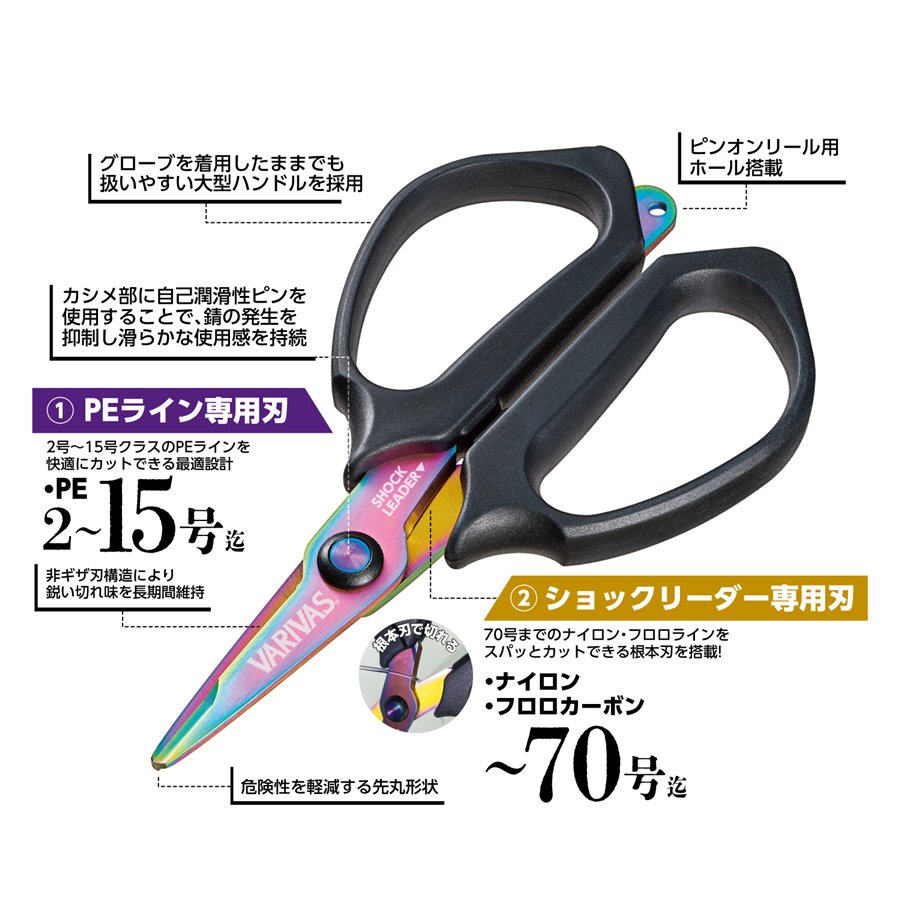 グローブを着用したままでも
扱いやすい大型ハンドルを採用
ピンオンリール用
ホール搭載
カシメ部に自己潤滑性ピンを
使用することで、錆の発生を
抑制し滑らかな使用感を持続
① PEライン専用刃
2号〜15号クラスのPEラインを
快適にカットできる最適設計
・PE
2〜15号迄
非ギザ刃構造により
鋭い切れ味を長期間維持
SHOCK
LEADER▼
VARIVAS®
② ショックリーダー専用刃
70号までのナイロン・フロロラインを
スパッとカットできる根本刃を搭載!
・ナイロン
・フロロカーボン
〜70号迄
根本刃で切れる
危険性を軽減する先丸形状